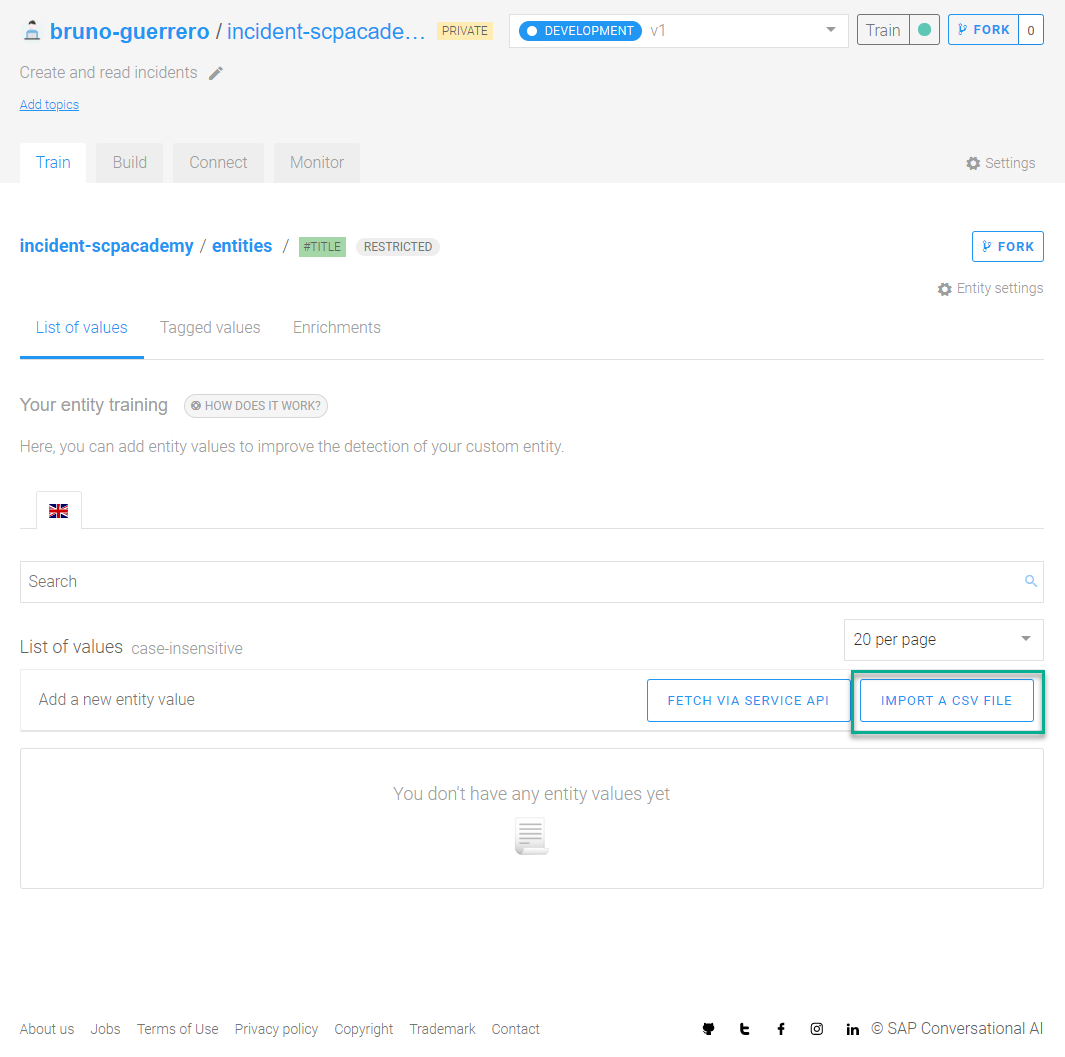 bruno-guerrero / incident-scpacade... PRIVATE DEVELOPMENT v1 Train FORK 0
Create and read incidents
Add topics
Train Build Connect Monitor Settings
incident-scpacademy / entities / #TITLE RESTRICTED FORK
Entity settings
List of values Tagged values Enrichments
Your entity training HOW DOES IT WORK?
Here, you can add entity values to improve the detection of your custom entity.
Search
List of values case-insensitive 20 per page
Add a new entity value FETCH VIA SERVICE API IMPORT A CSV FILE
You don't have any entity values yet
About us Jobs Terms of Use Privacy policy Copyright Trademark Contact © SAP Conversational AI